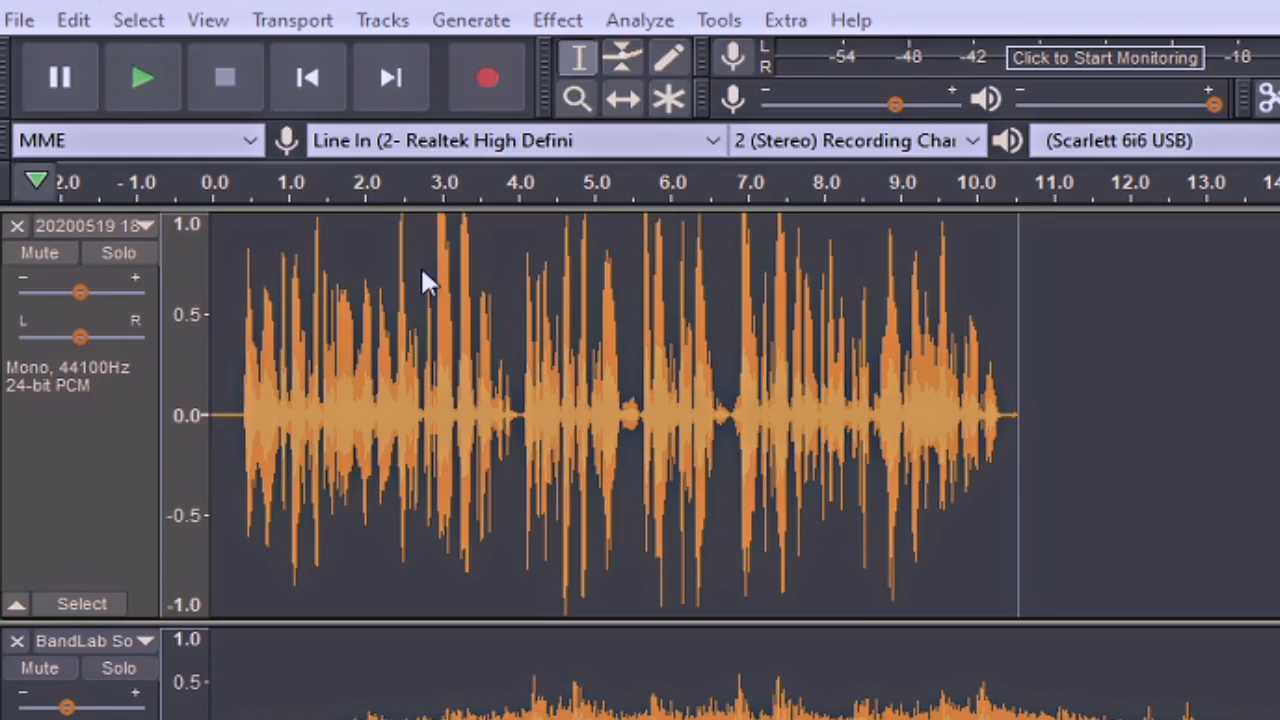 File Edit Select View Transport Tracks Generate Effect Analyze Tools Extra Help
L
R
-54 -48 -42 Click to Start Monitoring -18
- + - +
MME Line In (2- Realtek High Defini 2 (Stereo) Recording Chai (Scarlett 6i6 USB)
2.0 -1.0 0.0 1.0 2.0 3.0 4.0 5.0 6.0 7.0 8.0 9.0 10.0 11.0 12.0 13.0 14
20200519 18
Mute Solo
- +
L R
Mono, 44100Hz
24-bit PCM
Select
1.0
0.5
0.0
-0.5
-1.0
BandLab So
Mute Solo
- +
1.0
0.5